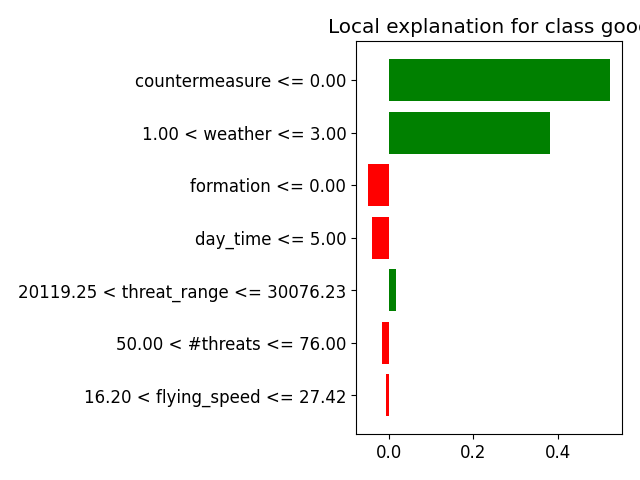 Local explanation for class good
countermeasure <= 0.00
1.00 < weather <= 3.00
formation <= 0.00
day_time <= 5.00
20119.25 < threat_range <= 30076.23
50.00 < #threats <= 76.00
16.20 < flying_speed <= 27.42
0.0 0.2 0.4